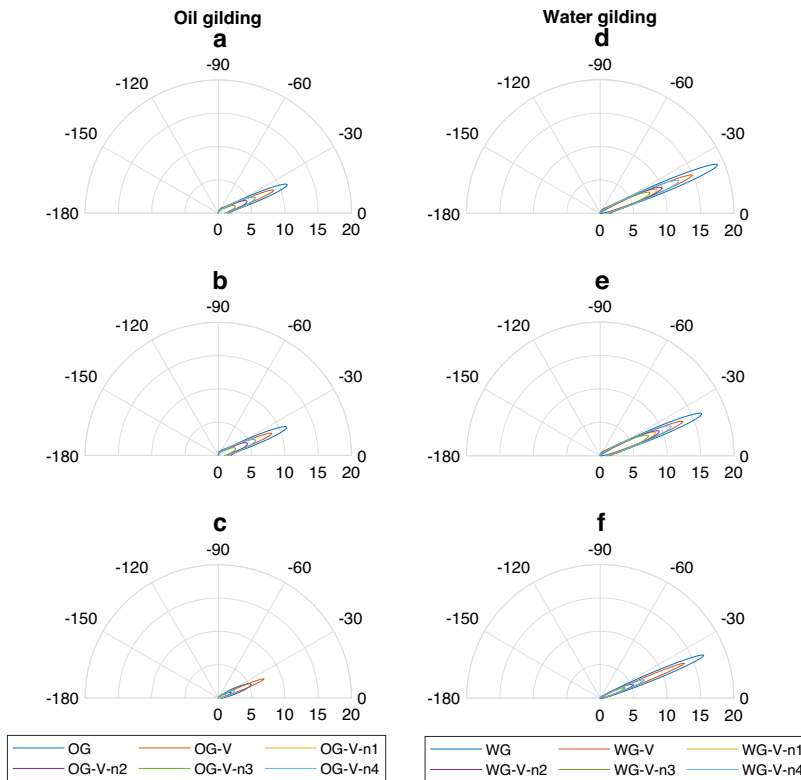 Oil gilding
Water gilding
a
-90
-120
-60
-150
-30
-180
0
0 5 10 15 20
d
-90
-120
-60
-150
-30
-180
0
0 5 10 15 20
b
-90
-120
-60
-150
-30
-180
0
0 5 10 15 20
e
-90
-120
-60
-150
-30
-180
0
0 5 10 15 20
c
-90
-120
-60
-150
-30
-180
0
0 5 10 15 20
f
-90
-120
-60
-150
-30
-180
0
0 5 10 15 20
OG OG-V OG-V-n1
OG-V-n2 OG-V-n3 OG-V-n4
WG WG-V WG-V-n1
WG-V-n2 WG-V-n3 WG-V-n4